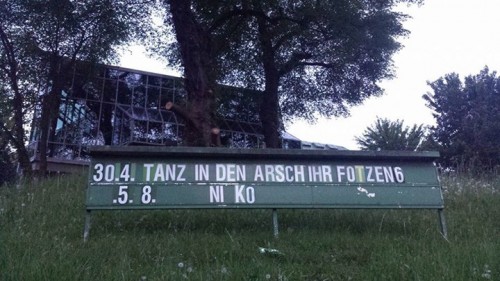 30.4. TANZ IN DEN ARSCH IHR FOTZEN6
.5.8. NI KO